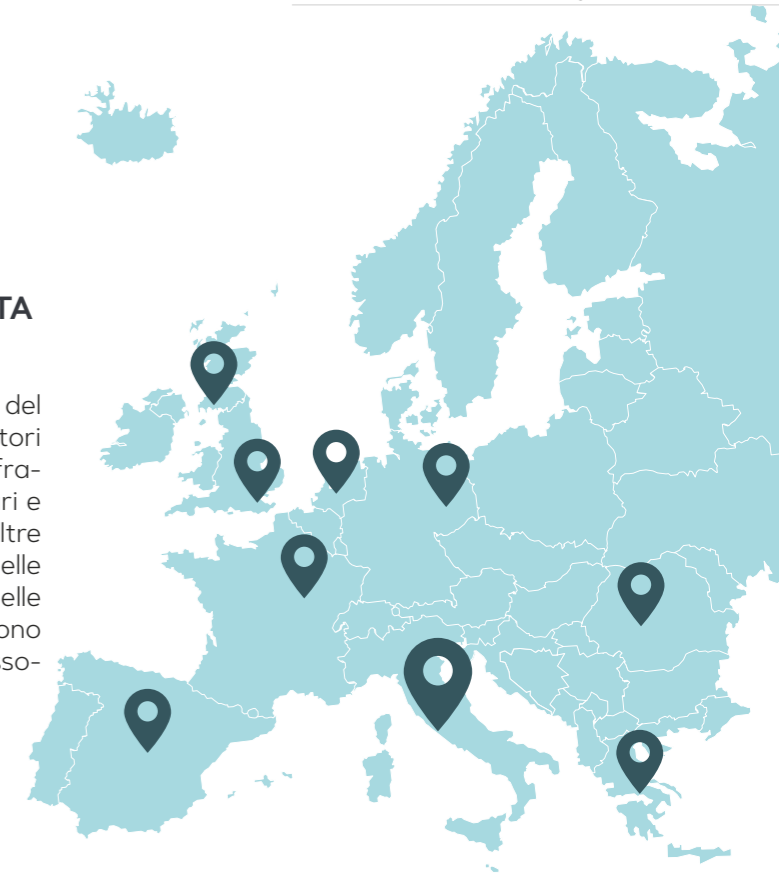 TA
del
tori
fra-
ri e
ltre
elle
elle
ono
sso-